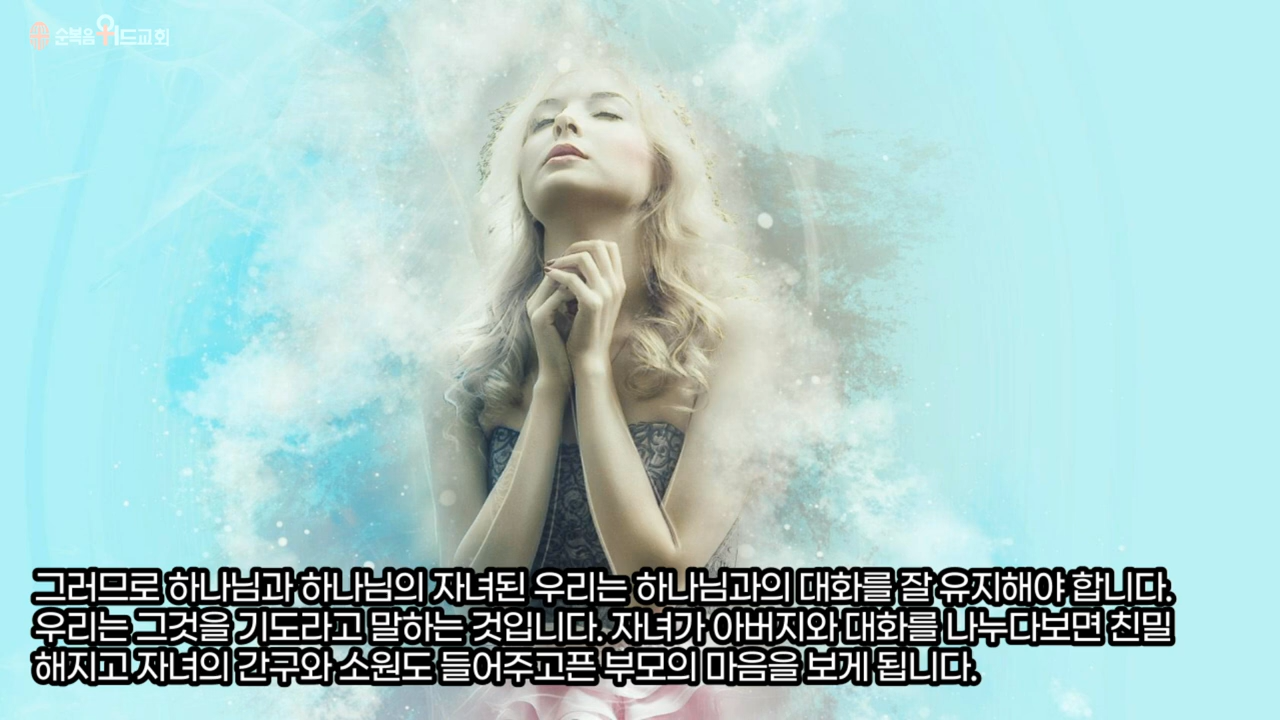 순복음위드교회
그러므로 하나님과 하나님의 자녀된 우리는 하나님과의 대화를 잘 유지해야 합니다.
우리는 그것을 기도라고 말하는 것입니다. 자녀가 아버지와 대화를 나누다보면 친밀
해지고 자녀의 간구와 소원도 들어주고픈 부모의 마음을 보게 됩니다.